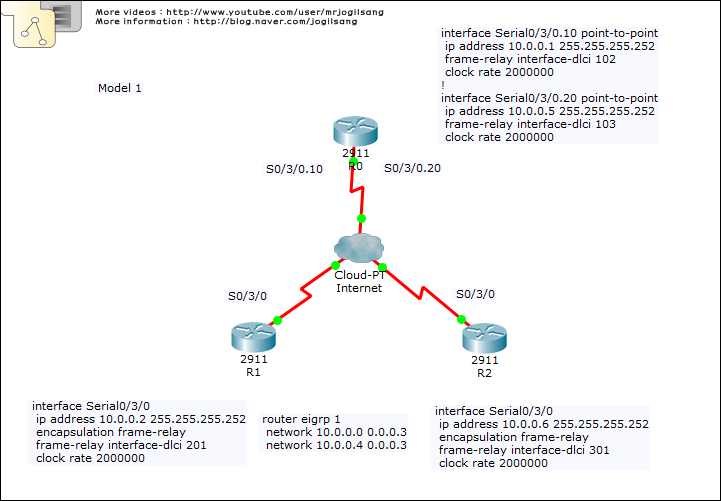 More videos : http://www.youtube.com/user/mrjogilsang
More information : http://blog.naver.com/jogilsang
interface Serial0/3/0.10 point-to-point
ip address 10.0.0.1 255.255.255.252
frame-relay interface-dlci 102
clock rate 2000000
!
interface Serial0/3/0.20 point-to-point
ip address 10.0.0.5 255.255.255.252
frame-relay interface-dlci 103
clock rate 2000000
Model 1
2911
R0
S0/3/0.10
S0/3/0.20
Cloud-PT
Internet
S0/3/0
S0/3/0
2911
R1
2911
R2
interface Serial0/3/0
ip address 10.0.0.2 255.255.255.252
encapsulation frame-relay
frame-relay interface-dlci 201
clock rate 2000000
router eigrp 1
network 10.0.0.0 0.0.0.3
network 10.0.0.4 0.0.0.3
interface Serial0/3/0
ip address 10.0.0.6 255.255.255.252
encapsulation frame-relay
frame-relay interface-dlci 301
clock rate 2000000